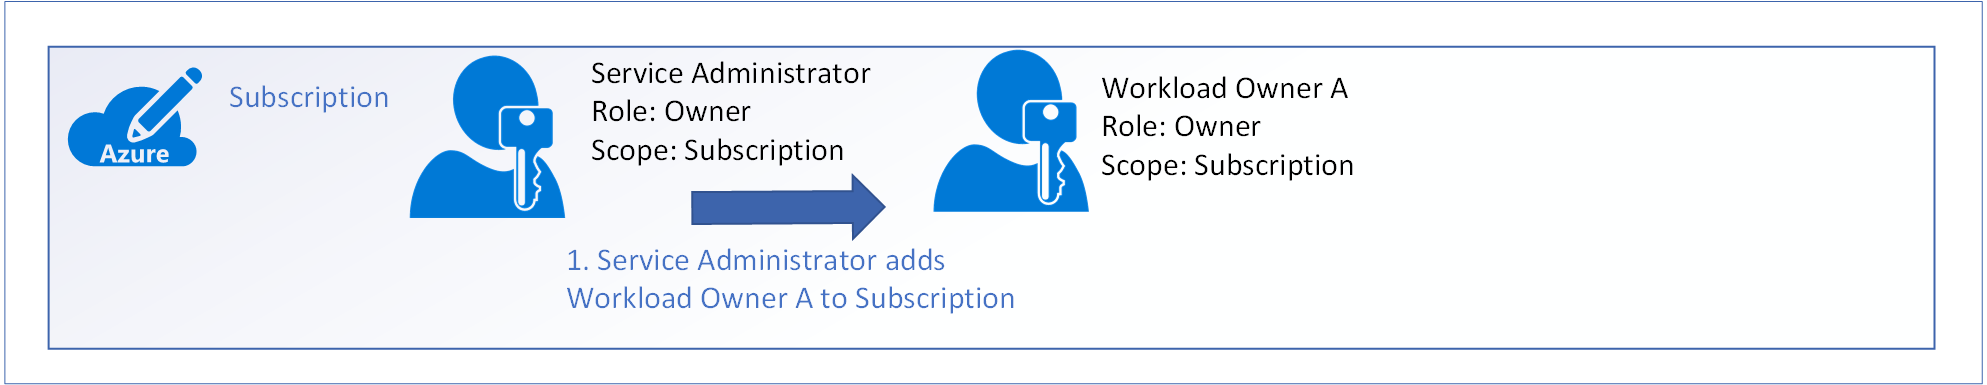 Azure
Subscription
Service Administrator
Role: Owner
Scope: Subscription
1. Service Administrator adds
Workload Owner A to Subscription
Workload Owner A
Role: Owner
Scope: Subscription